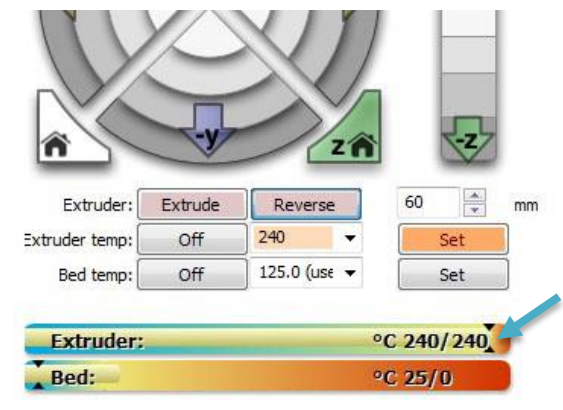 -y
z
-z
Extruder: Extrude Reverse 60 mm
Extruder temp: Off 240 Set
Bed temp: Off 125.0 (use Set
Extruder: °C 240/240
Bed: °C 25/0